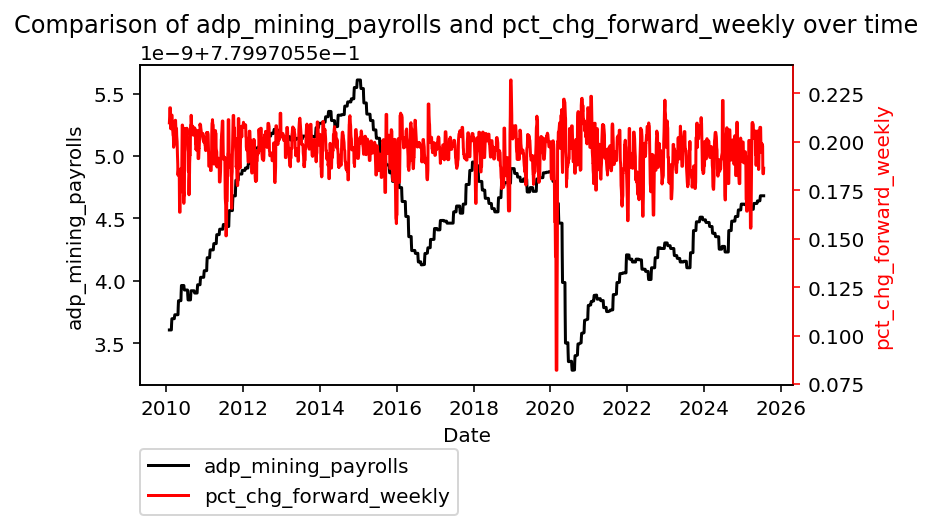 Comparison of adp_mining_payrolls and pct_chg_forward_weekly over time
1e−9+7.7997055e−1
5.5
5.0
4.5
4.0
3.5
adp_mining_payrolls
0.225
0.200
0.175
0.150
0.125
0.100
0.075
pct_chg_forward_weekly
2010 2012 2014 2016 2018 2020 2022 2024 2026
Date
adp_mining_payrolls
pct_chg_forward_weekly